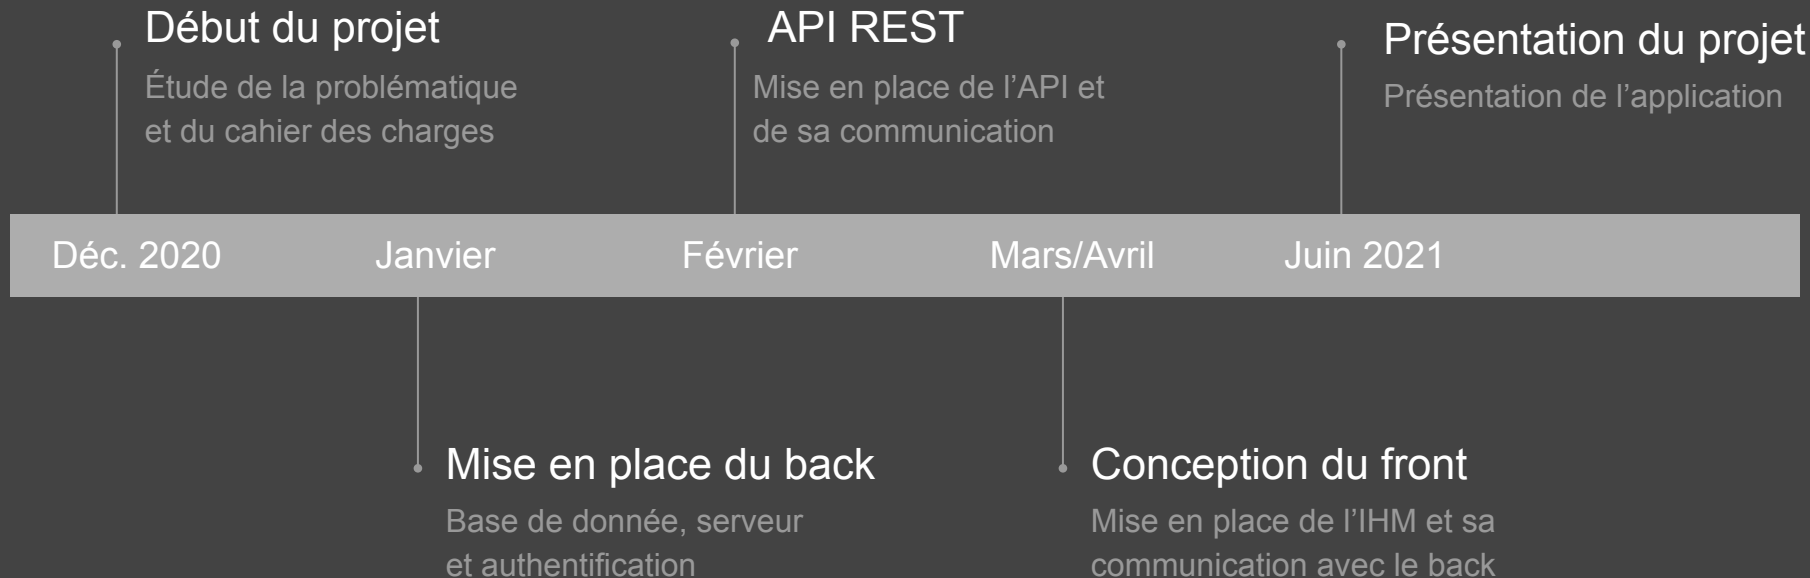 Début du projet
Étude de la problématique
et du cahier des charges
API REST
Mise en place de l’API et
de sa communication
Présentation du projet
Présentation de l’application
Déc. 2020
Janvier
Février
Mars/Avril
Juin 2021
Mise en place du back
Base de donnée, serveur
et authentification
Conception du front
Mise en place de l’IHM et sa
communication avec le back